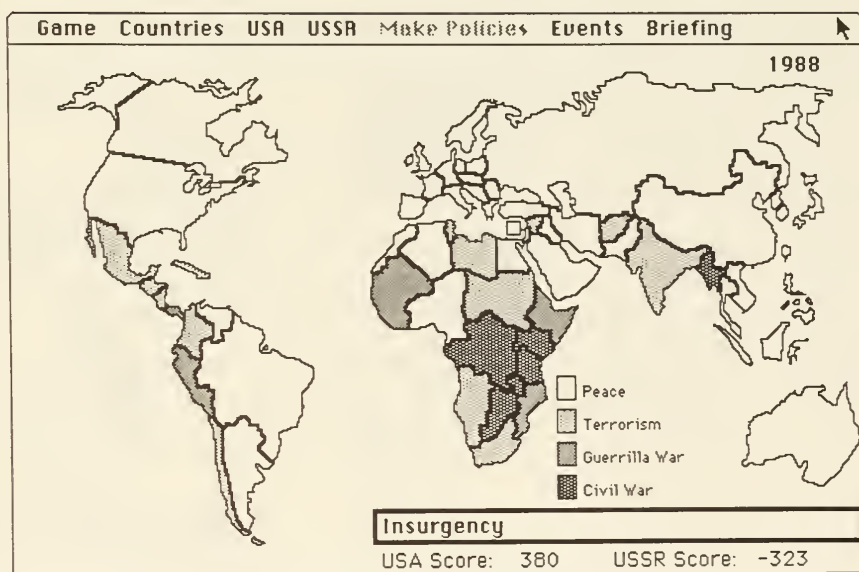 Game Countries USA USSR Make Policies Events Briefing
1988
Peace
Terrorism
Guerrilla War
Civil War
Insurgency
USA Score: 380 USSR Score: -323